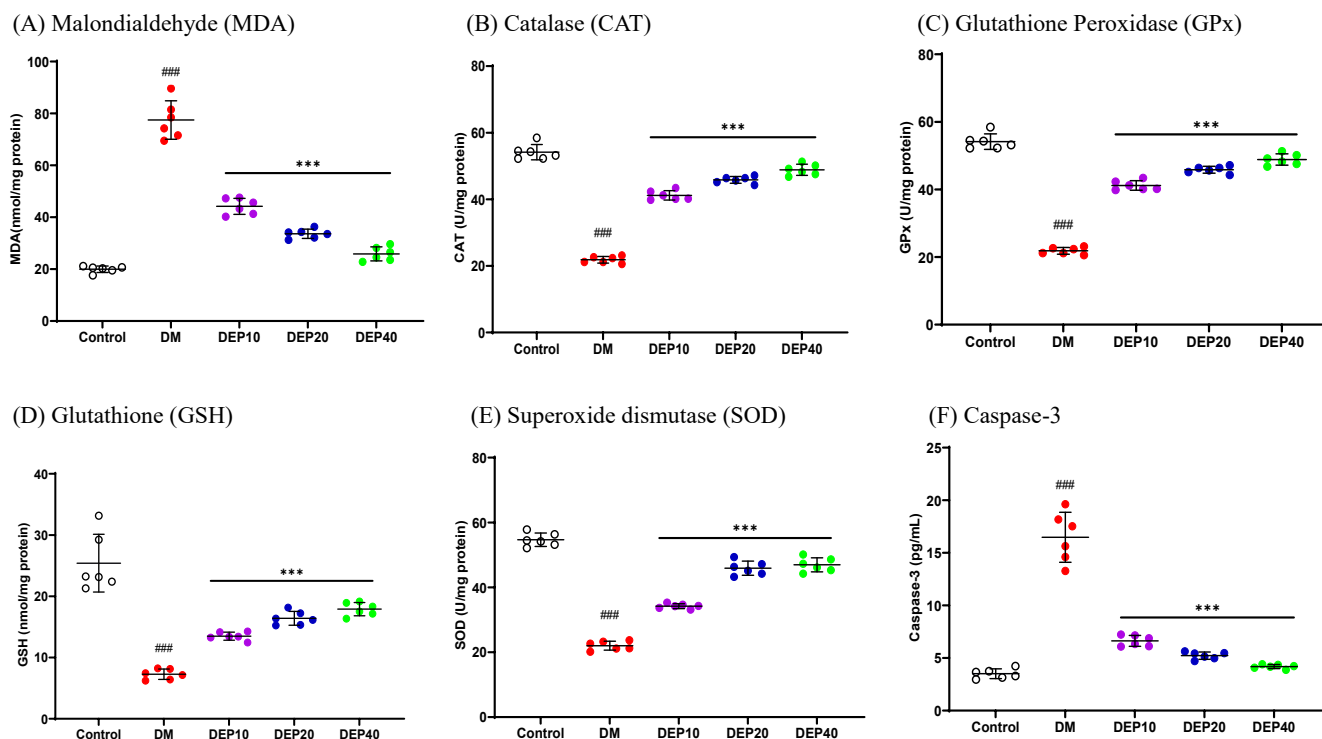 (A) Malondialdehyde (MDA)
MDA(nmol/mg protein)
100
80
60
40
20
0
###
***
Control DM DEP10 DEP20 DEP40
(B) Catalase (CAT)
CAT (U/mg protein)
80
60
40
20
0
###
***
Control DM DEP10 DEP20 DEP40
(C) Glutathione Peroxidase (GPx)
GPx (U/mg protein)
80
60
40
20
0
###
***
Control DM DEP10 DEP20 DEP40
(D) Glutathione (GSH)
GSH (nmol/mg protein)
40
30
20
10
0
###
***
Control DM DEP10 DEP20 DEP40
(E) Superoxide dismutase (SOD)
SOD (U/mg protein)
80
60
40
20
0
###
***
Control DM DEP10 DEP20 DEP40
(F) Caspase-3
Caspase-3 (pg/mL)
25
20
15
10
5
0
###
***
Control DM DEP10 DEP20 DEP40